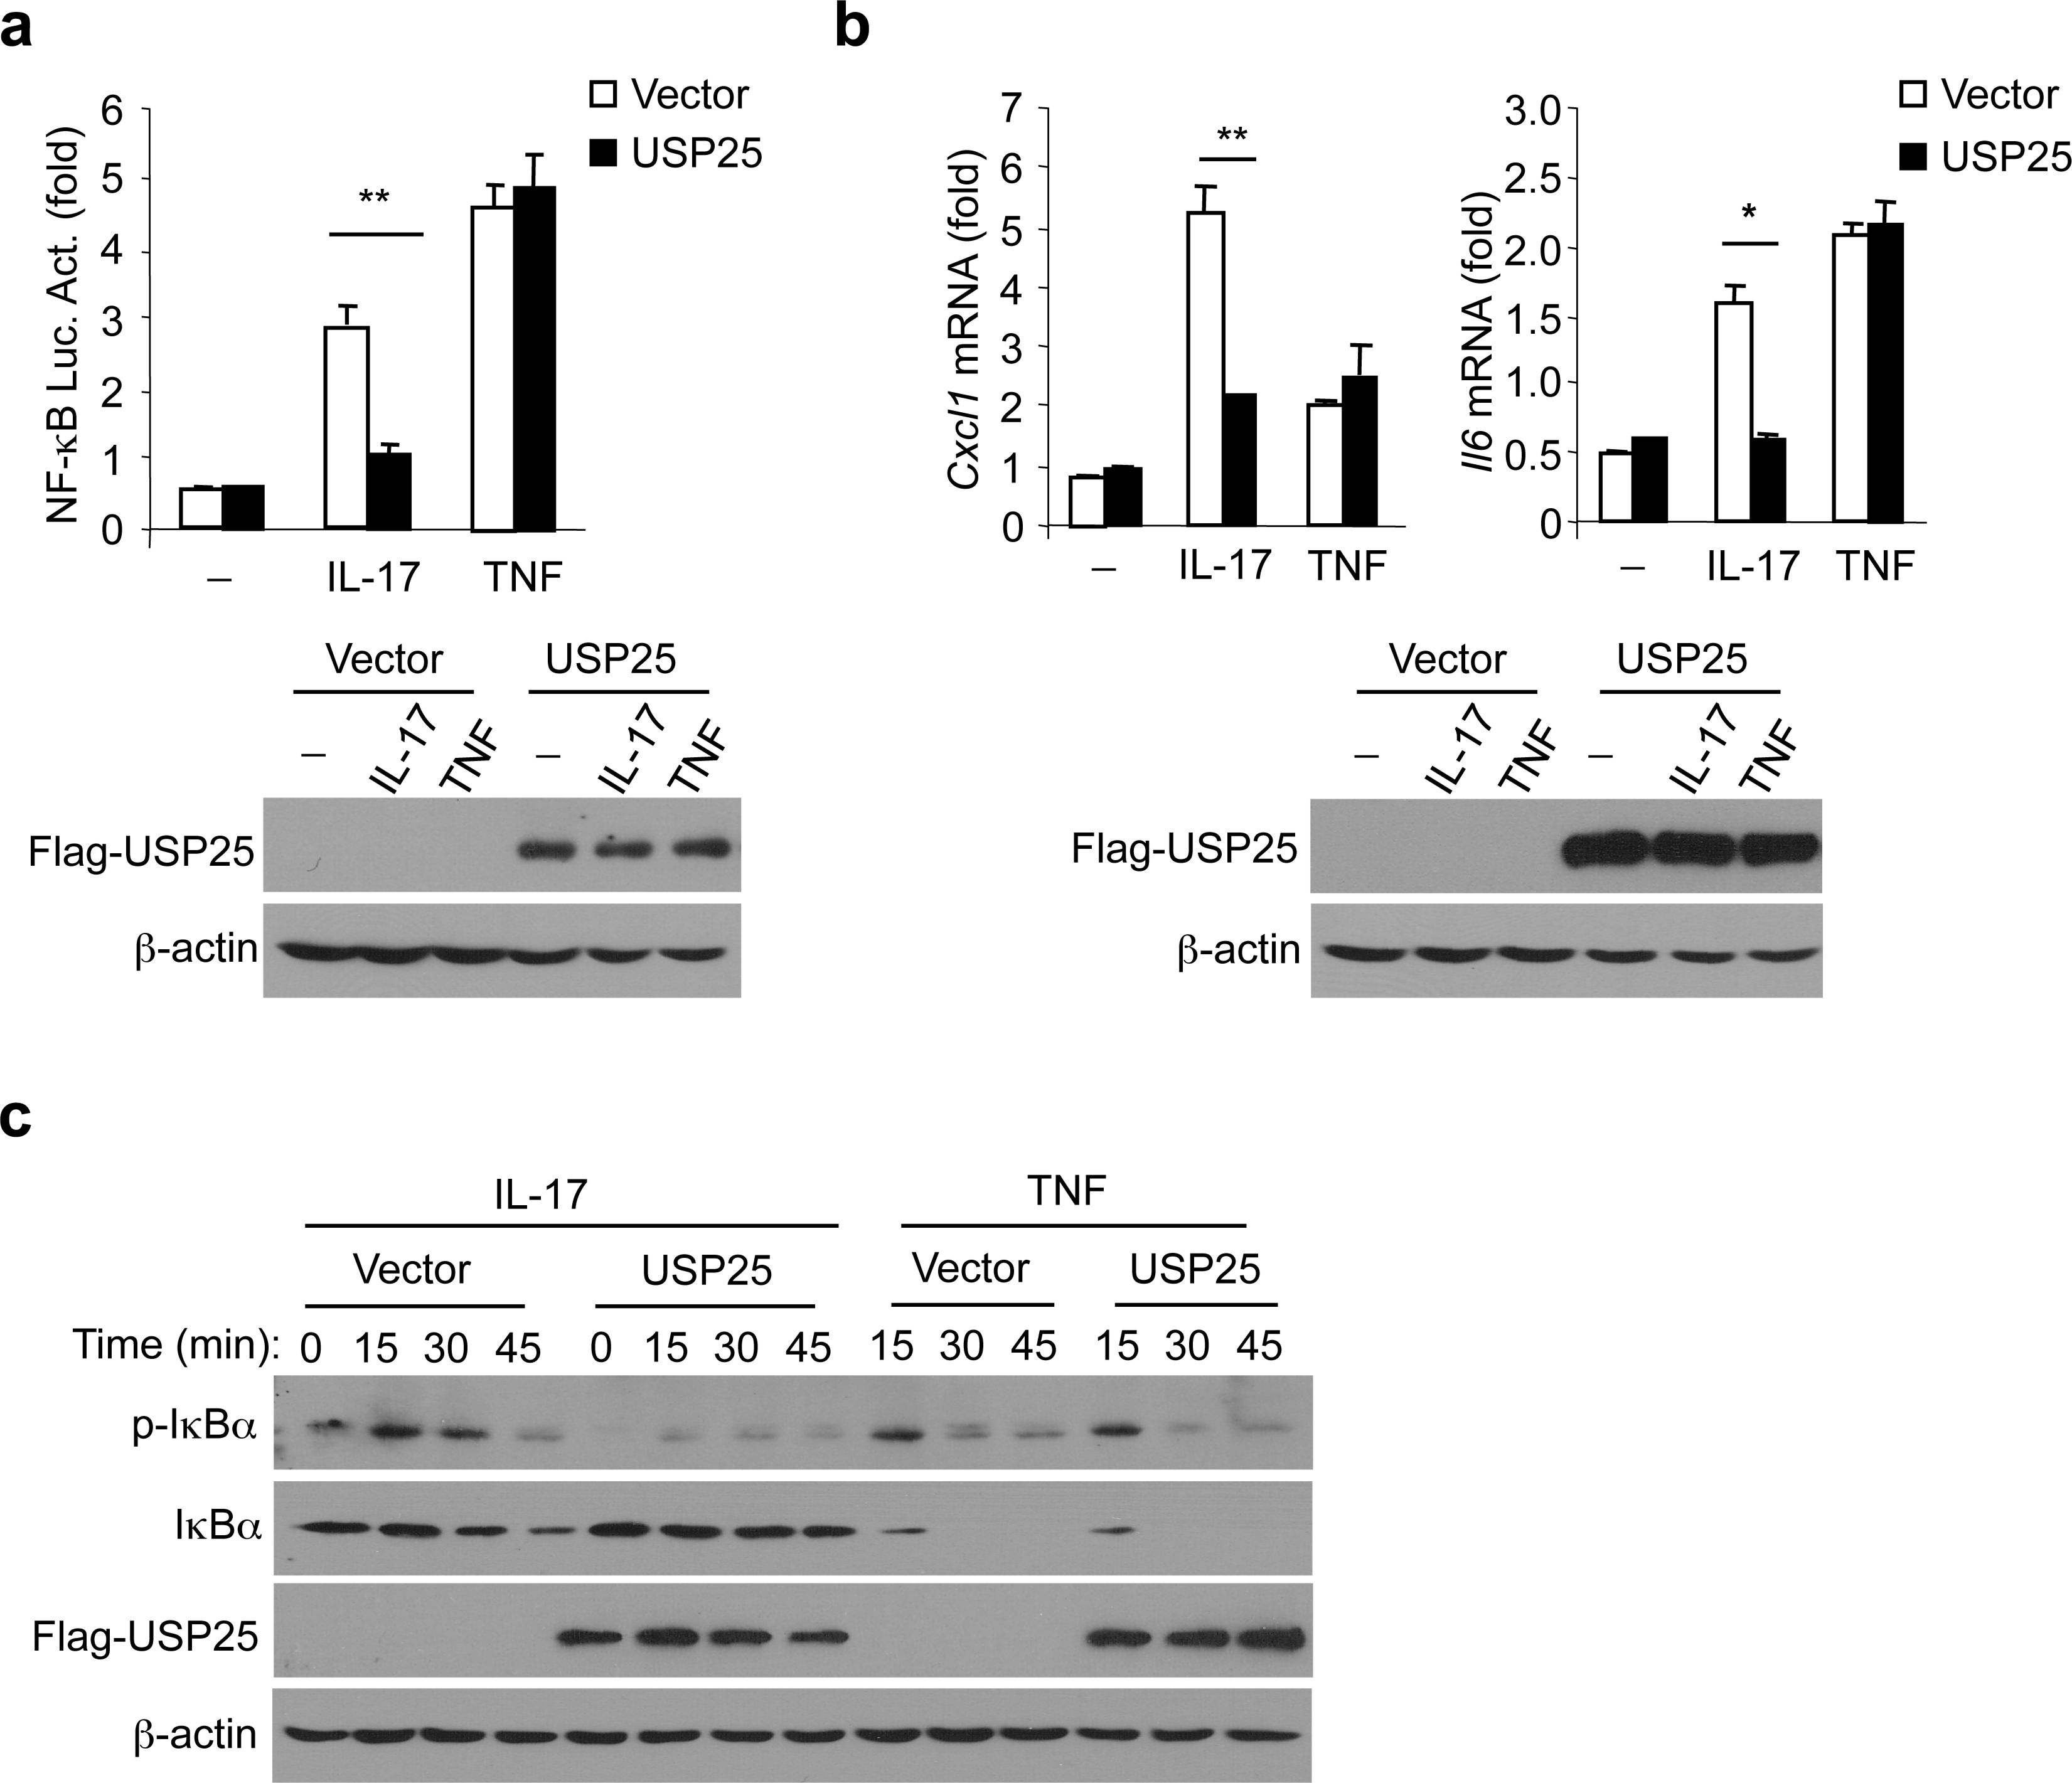 a
NF-κB Luc. Act. (fold)
6
5
4
3
2
1
0
**
Vector
USP25
– IL-17 TNF
Vector USP25
– IL-17 TNF – IL-17 TNF
Flag-USP25
β-actin
b
Cxcl1 mRNA (fold)
7
6
5
4
3
2
1
0
**
– IL-17 TNF
Il6 mRNA (fold)
3.0
2.5
2.0
1.5
1.0
0.5
0
*
Vector
USP25
– IL-17 TNF
Vector USP25
– IL-17 TNF – IL-17 TNF
Flag-USP25
β-actin
c
IL-17 TNF
Vector USP25 Vector USP25
Time (min): 0 15 30 45 0 15 30 45 15 30 45 15 30 45
p-IκBα
IκBα
Flag-USP25
β-actin